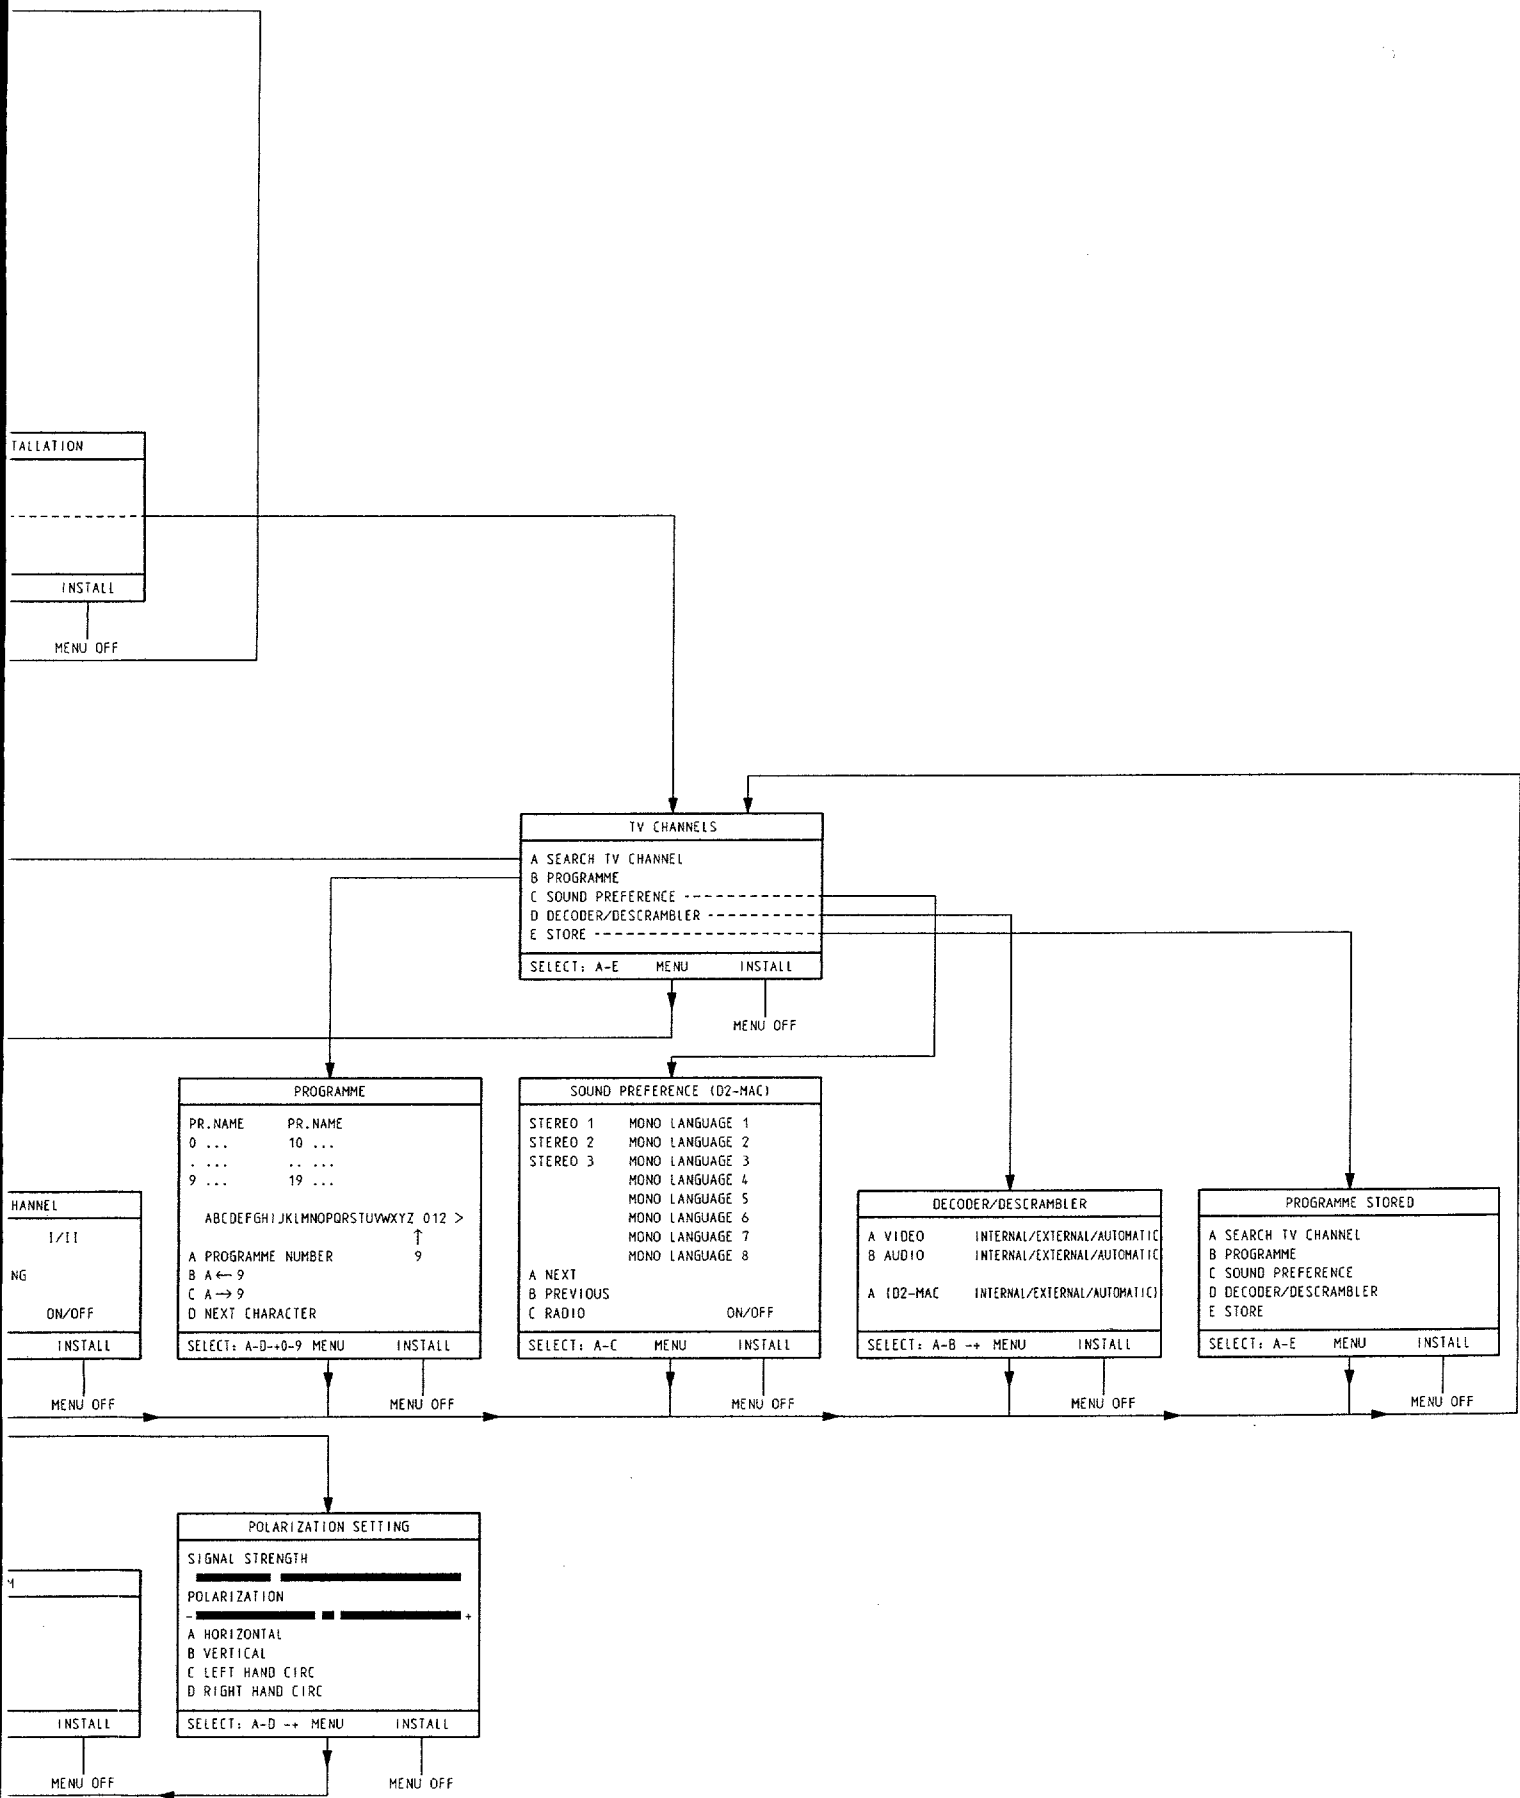 TALLATION
INSTALL
MENU OFF
TV CHANNELS
A SEARCH TV CHANNEL
B PROGRAMME
C SOUND PREFERENCE
D DECODER/DESCRAMBLER
E STORE
SELECT: A-E MENU INSTALL
MENU OFF
HANNEL
I/II
NG
ON/OFF
INSTALL
MENU OFF
PROGRAMME
PR.NAME PR.NAME
0 ... 10 ...
. ... .. ...
9 ... 19 ...
ABCDEFGHIJKLMNOPQRSTUVWXYZ 012 >
↑
A PROGRAMME NUMBER 9
B A ← 9
C A → 9
D NEXT CHARACTER
SELECT: A-D-+0-9 MENU INSTALL
MENU OFF
SOUND PREFERENCE (D2-MAC)
STEREO 1 MONO LANGUAGE 1
STEREO 2 MONO LANGUAGE 2
STEREO 3 MONO LANGUAGE 3
MONO LANGUAGE 4
MONO LANGUAGE 5
MONO LANGUAGE 6
MONO LANGUAGE 7
MONO LANGUAGE 8
A NEXT
B PREVIOUS
C RADIO ON/OFF
SELECT: A-C MENU INSTALL
MENU OFF
DECODER/DESCRAMBLER
A VIDEO INTERNAL/EXTERNAL/AUTOMATIC
B AUDIO INTERNAL/EXTERNAL/AUTOMATIC
A (D2-MAC INTERNAL/EXTERNAL/AUTOMATIC)
SELECT: A-B -+ MENU INSTALL
MENU OFF
PROGRAMME STORED
A SEARCH TV CHANNEL
B PROGRAMME
C SOUND PREFERENCE
D DECODER/DESCRAMBLER
E STORE
SELECT: A-E MENU INSTALL
MENU OFF
INSTALL
MENU OFF
POLARIZATION SETTING
SIGNAL STRENGTH
POLARIZATION
- +
A HORIZONTAL
B VERTICAL
C LEFT HAND CIRC
D RIGHT HAND CIRC
SELECT: A-D -+ MENU INSTALL
MENU OFF